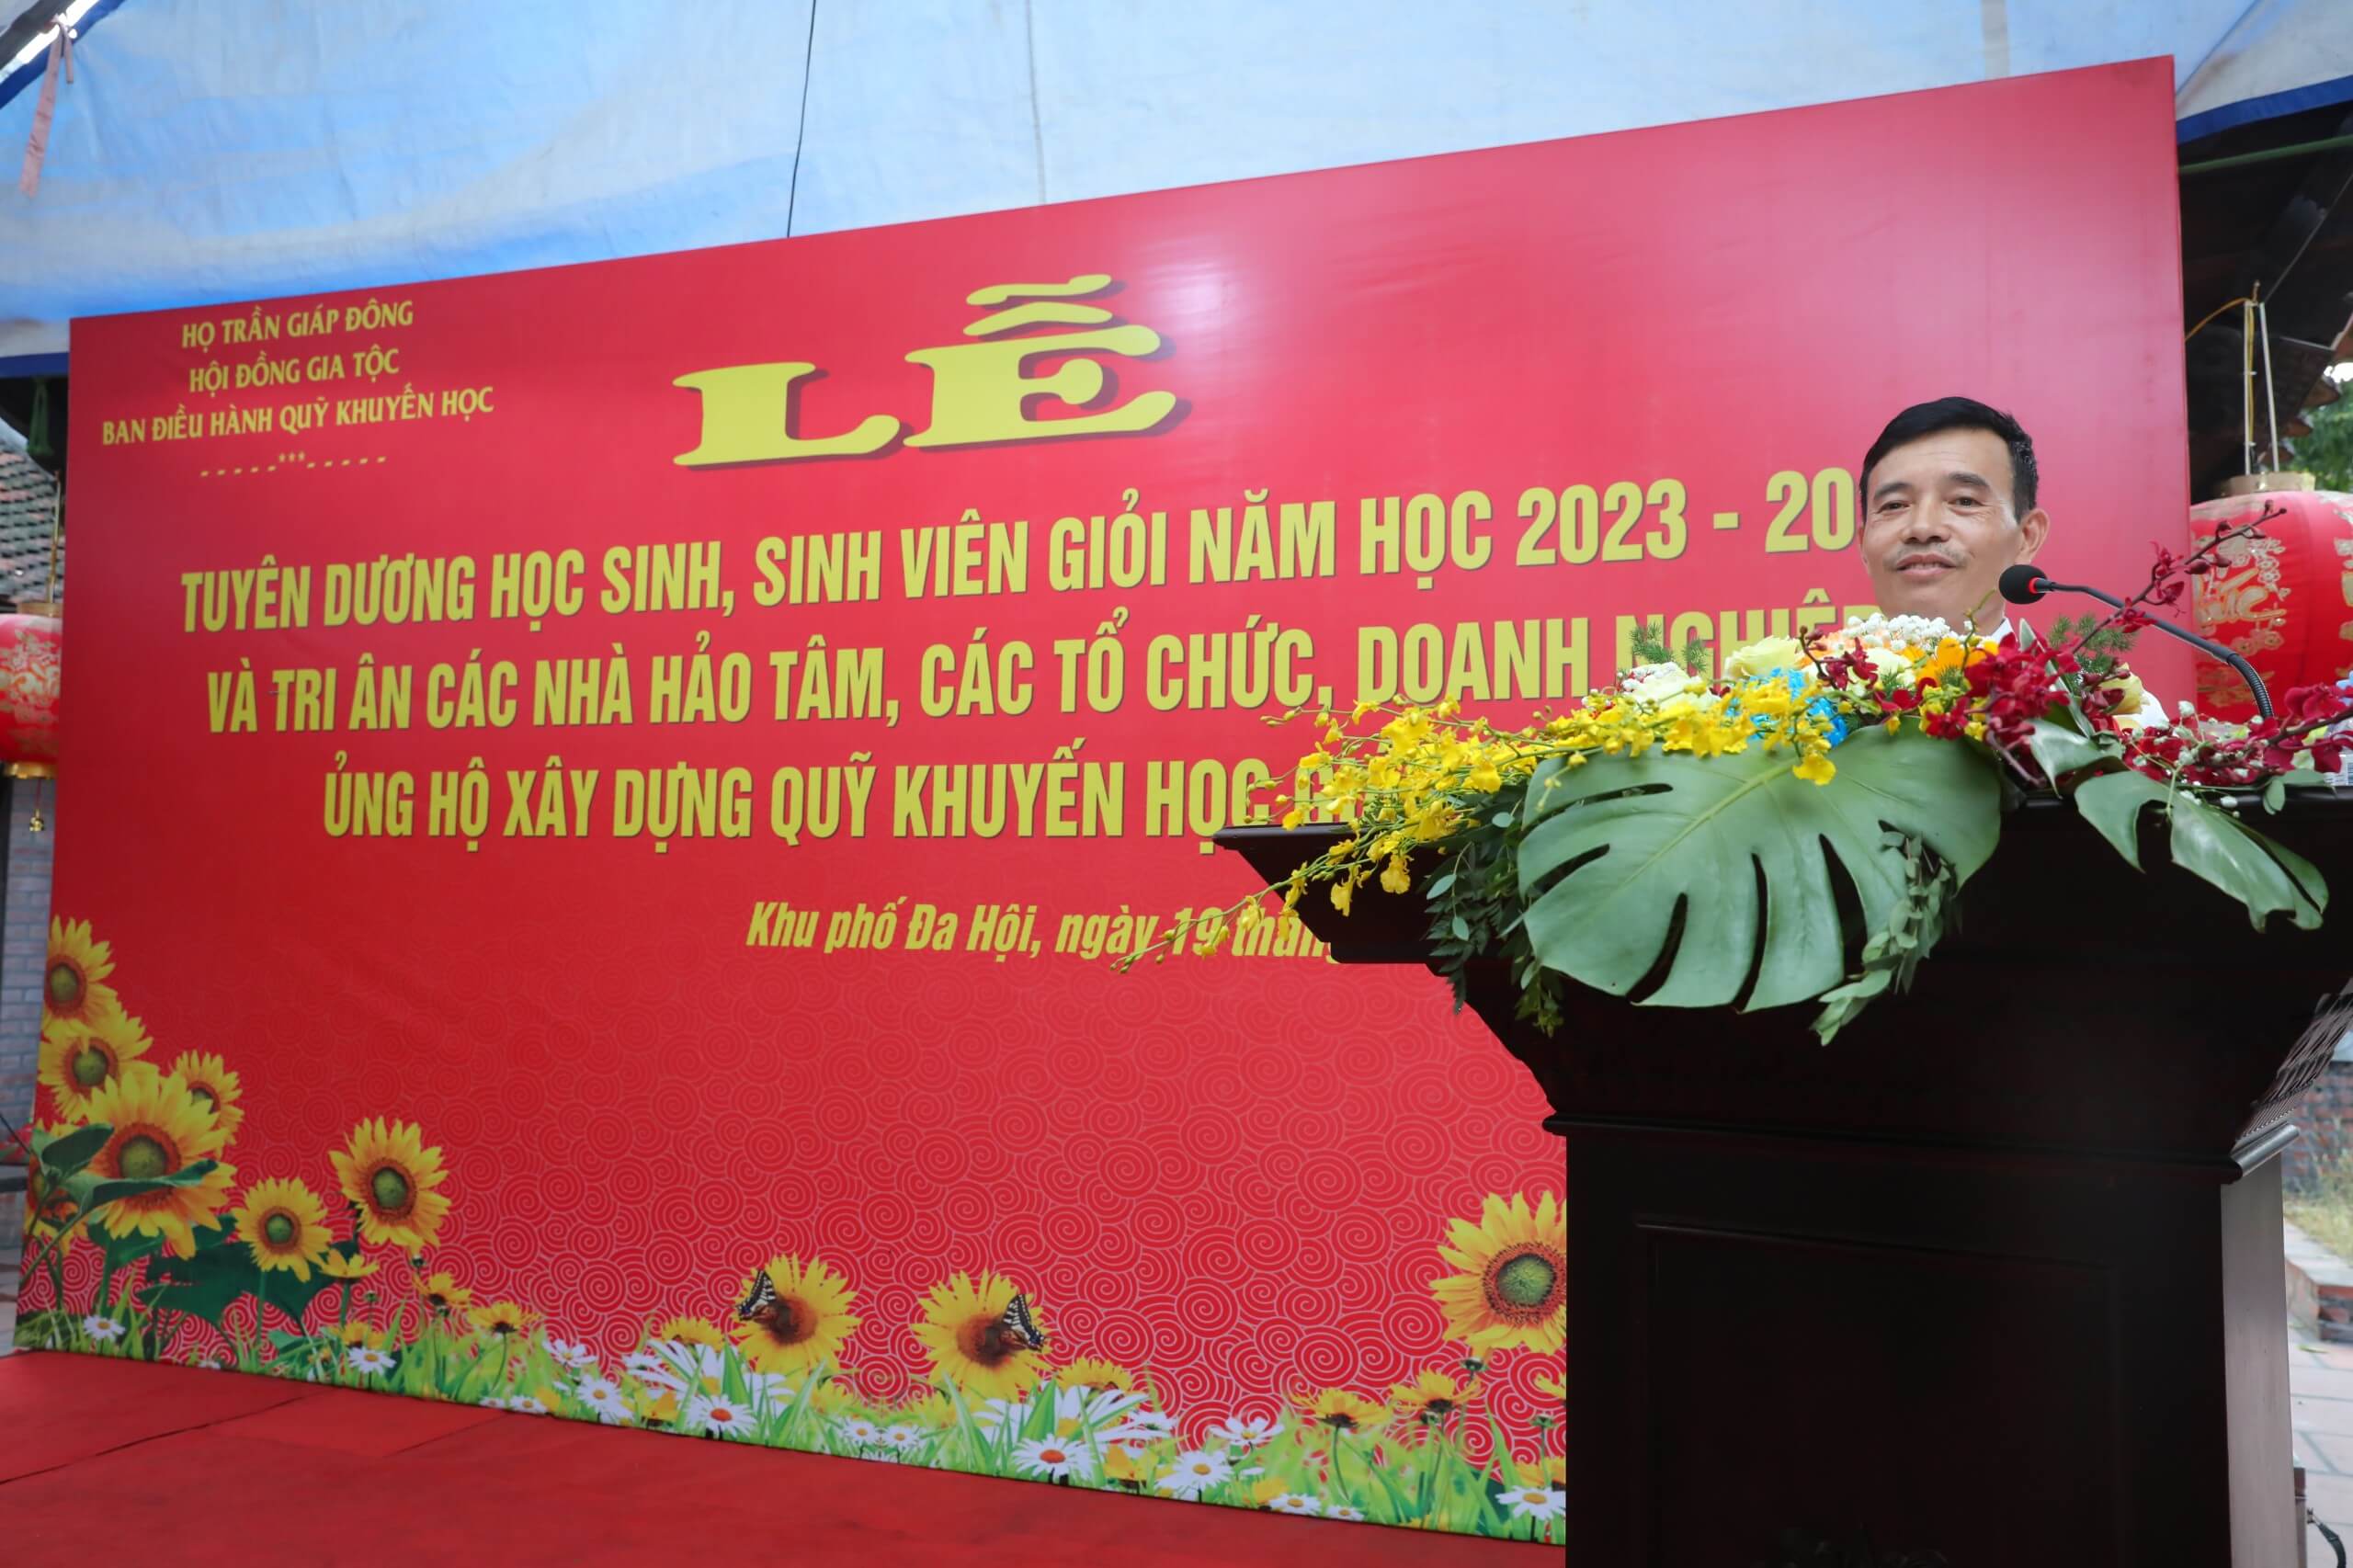 HỌ TRẦN GIÁP ĐÔNG
HỘI ĐỒNG GIA TỘC
BAN ĐIỀU HÀNH QUỸ KHUYẾN HỌC
-----***-----
LỄ
TUYÊN DƯƠNG HỌC SINH, SINH VIÊN GIỎI NĂM HỌC 2023 - 20
VÀ TRI ÂN CÁC NHÀ HẢO TÂM, CÁC TỔ CHỨC, DOANH NGHIỆP
ỦNG HỘ XÂY DỰNG QUỸ KHUYẾN HỌC
Khu phố Đa Hội, ngày 19 tháng